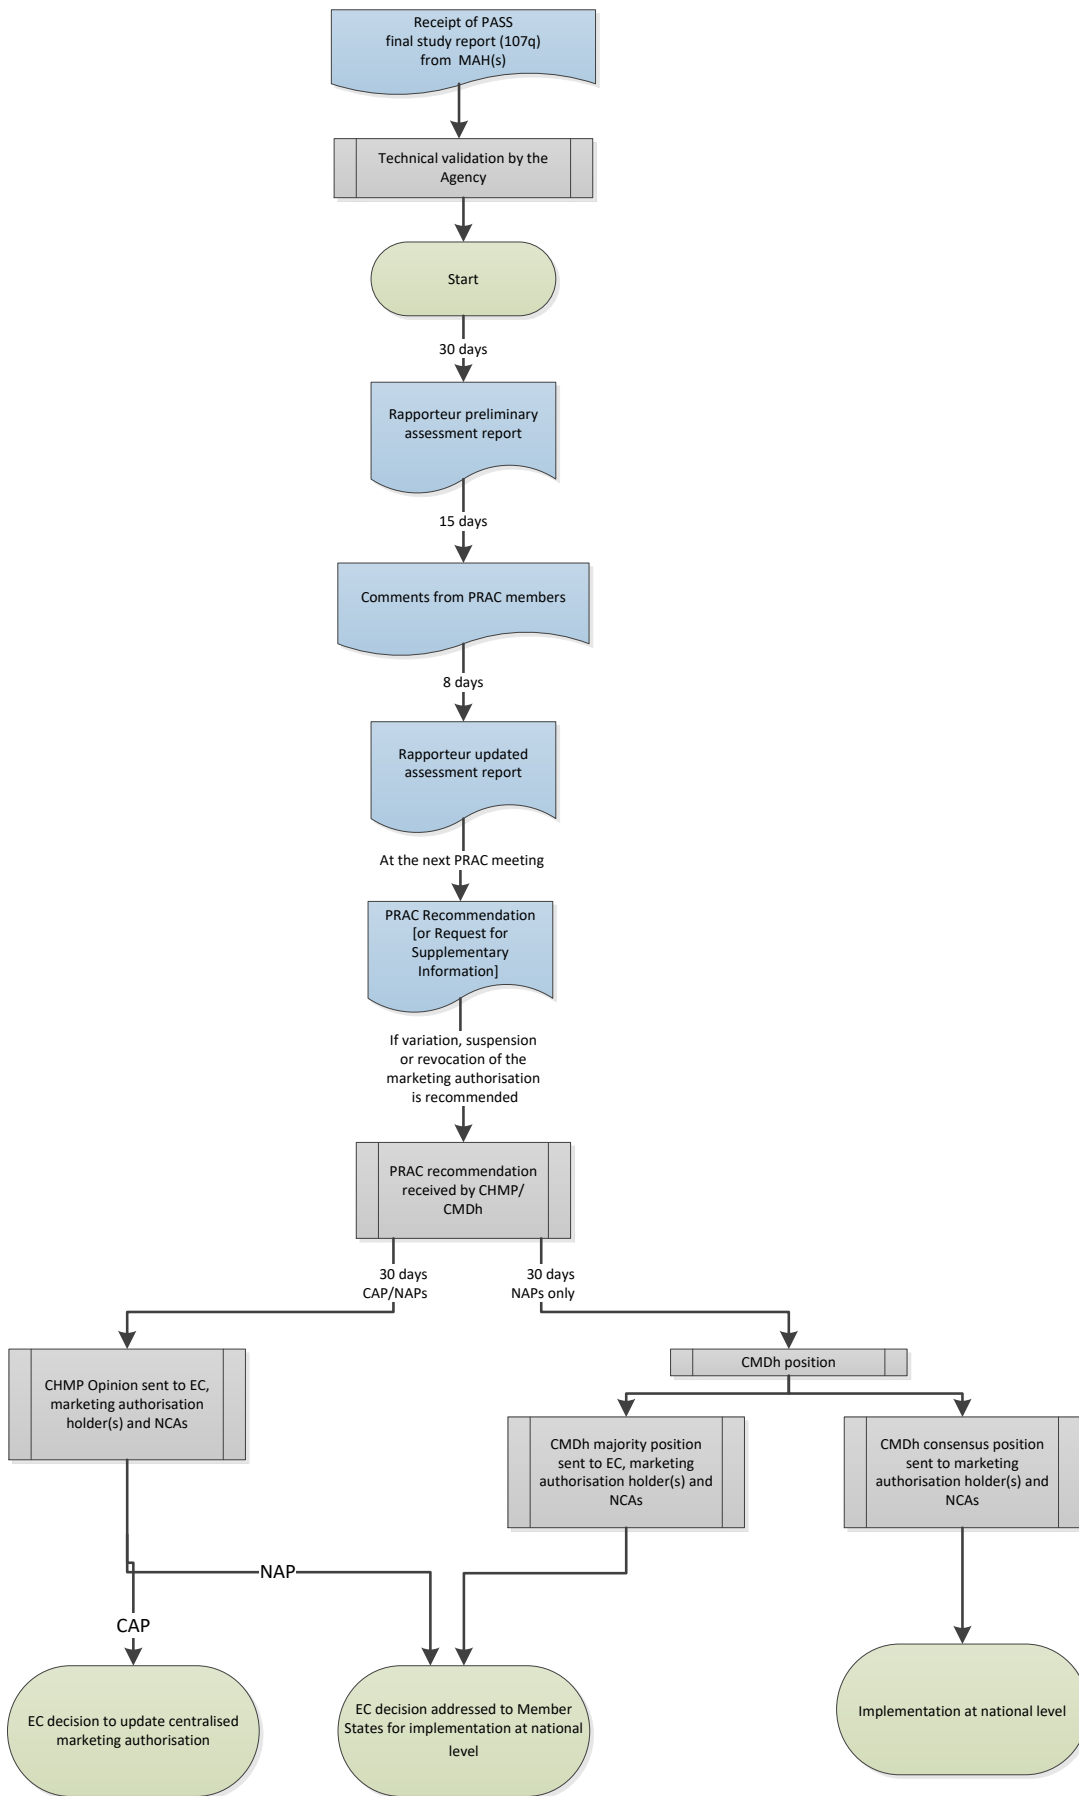 Receipt of PASS
final study report (107q)
from  MAH(s)
Technical validation by the
Agency
Start
30 days
Rapporteur preliminary
assessment report
15 days
Comments from PRAC members
8 days
Rapporteur updated
assessment report
At the next PRAC meeting
PRAC Recommendation
[or Request for
Supplementary
Information]
If variation, suspension
or revocation of the
marketing authorisation
is recommended
PRAC recommendation
received by CHMP/
CMDh
30 days
CAP/NAPs
30 days
NAPs only
CHMP Opinion sent to EC,
marketing authorisation
holder(s) and NCAs
CMDh position
CMDh majority position
sent to EC, marketing
authorisation holder(s) and
NCAs
CMDh consensus position
sent to marketing
authorisation holder(s) and
NCAs
NAP
CAP
EC decision to update centralised
marketing authorisation
EC decision addressed to Member
States for implementation at national
level
Implementation at national level